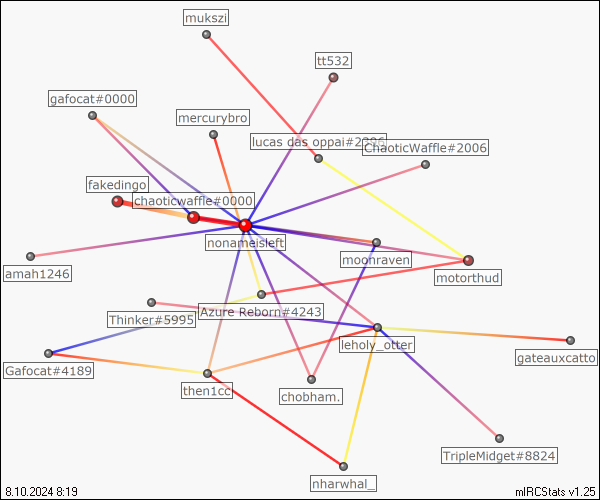 mukszi
tt532
gafocat#0000
mercurybro
lucas das oppai#2286
ChaoticWaffle#2006
fakedingo
chaoticwaffle#0000
nonameisleft
moonraven
amah1246
motorthud
Azure Reborn#4243
Thinker#5995
leholy_otter
gateauxcatto
Gafocat#4189
then1cc
chobham.
TripleMidget#8824
nharwhal_
8.10.2024 8:19
mIRCStats v1.25